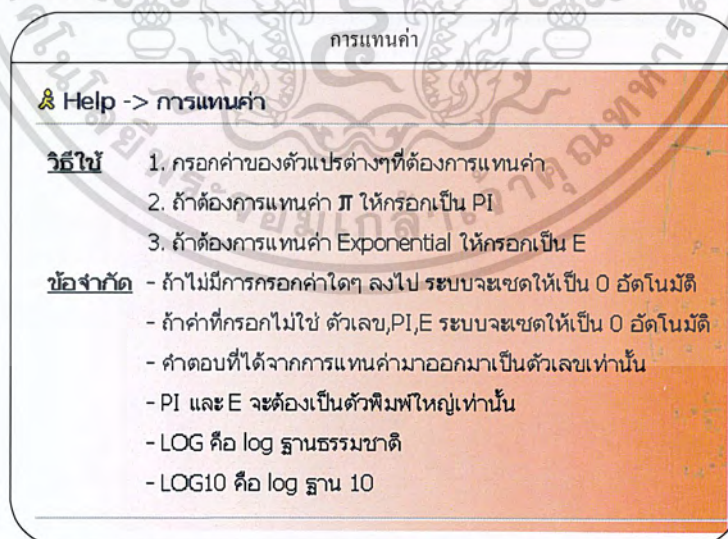 การแทนค่า
Help -> การแทนค่า
วิธีใช้ 1. กรอกค่าของตัวแปรต่างๆที่ต้องการแทนค่า
2. ถ้าต้องการแทนค่า π ให้กรอกเป็น PI
3. ถ้าต้องการแทนค่า Exponential ให้กรอกเป็น E
ข้อจำกัด - ถ้าไม่มีการกรอกค่าใดๆ ลงไป ระบบจะเซตให้เป็น 0 อัตโนมัติ
- ถ้าค่าที่กรอกไม่ใช่ ตัวเลข,PI,E ระบบจะเซตให้เป็น 0 อัตโนมัติ
- คำตอบที่ได้จากการแทนค่ามาออกมาเป็นตัวเลขเท่านั้น
- PI และ E จะต้องเป็นตัวพิมพ์ใหญ่เท่านั้น
- LOG คือ log ฐานธรรมชาติ
- LOG10 คือ log ฐาน 10